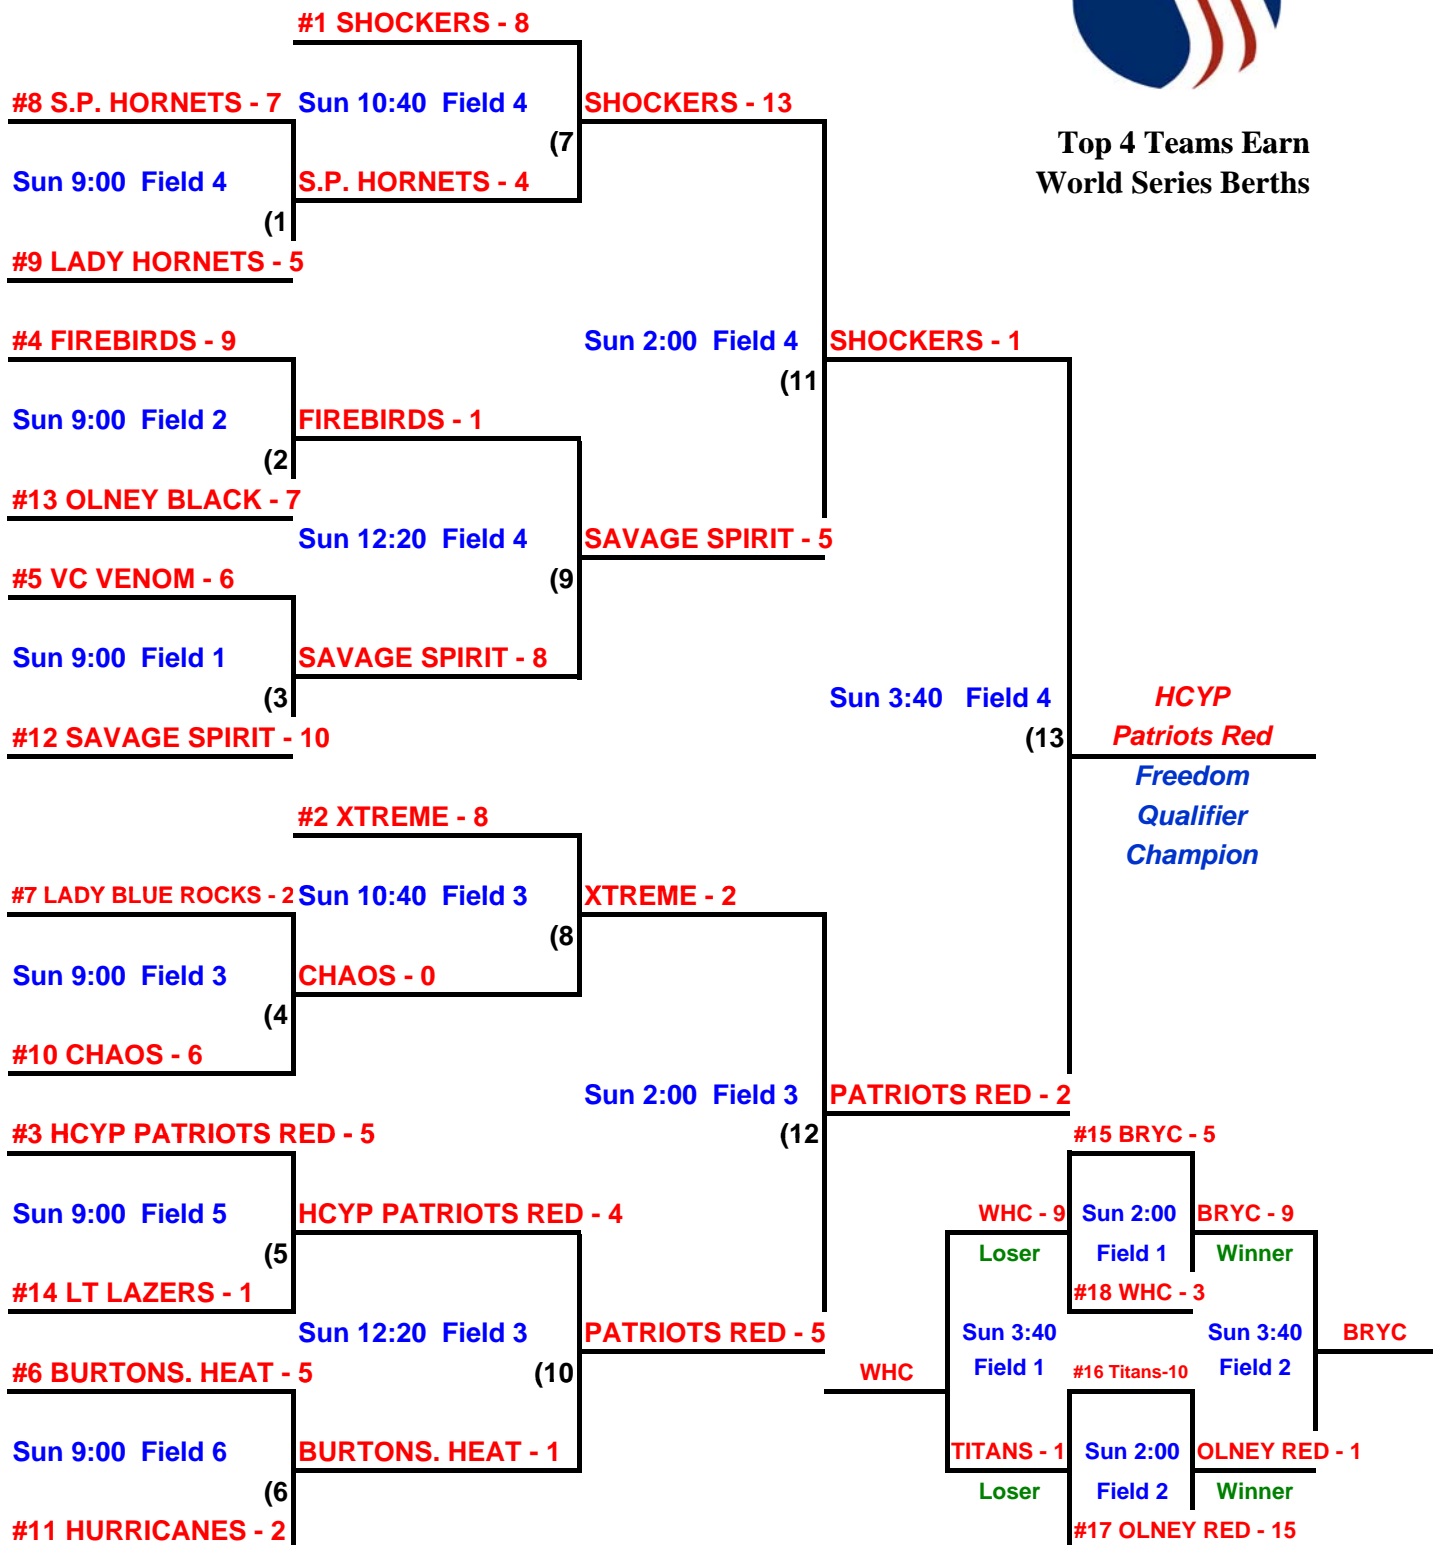 #1 SHOCKERS - 8
#8 S.P. HORNETS - 7
Sun 10:40  Field 4
SHOCKERS - 13
(7
Top 4 Teams Earn
World Series Berths
Sun 9:00  Field 4
S.P. HORNETS - 4
(1
#9 LADY HORNETS - 5
#4 FIREBIRDS - 9
Sun 2:00  Field 4
SHOCKERS - 1
(11
Sun 9:00  Field 2
FIREBIRDS - 1
(2
#13 OLNEY BLACK - 7
Sun 12:20  Field 4
SAVAGE SPIRIT - 5
(9
#5 VC VENOM - 6
Sun 9:00  Field 1
SAVAGE SPIRIT - 8
(3
#12 SAVAGE SPIRIT - 10
Sun 3:40  Field 4
(13
HCYP
Patriots Red
Freedom
Qualifier
Champion
#2 XTREME - 8
#7 LADY BLUE ROCKS - 2
Sun 10:40  Field 3
XTREME - 2
(8
Sun 9:00  Field 3
CHAOS - 0
(4
#10 CHAOS - 6
Sun 2:00  Field 3
PATRIOTS RED - 2
(12
#3 HCYP PATRIOTS RED - 5
Sun 9:00  Field 5
HCYP PATRIOTS RED - 4
(5
#14 LT LAZERS - 1
Sun 12:20  Field 3
PATRIOTS RED - 5
(10
#6 BURTONS. HEAT - 5
Sun 9:00  Field 6
BURTONS. HEAT - 1
(6
#11 HURRICANES - 2
#15 BRYC - 5
WHC - 9
Sun 2:00
BRYC - 9
Loser
Field 1
Winner
#18 WHC - 3
Sun 3:40
Field 1
Sun 3:40
Field 2
BRYC
WHC
#16 Titans-10
TITANS - 1
Sun 2:00
OLNEY RED - 1
Loser
Field 2
Winner
#17 OLNEY RED - 15